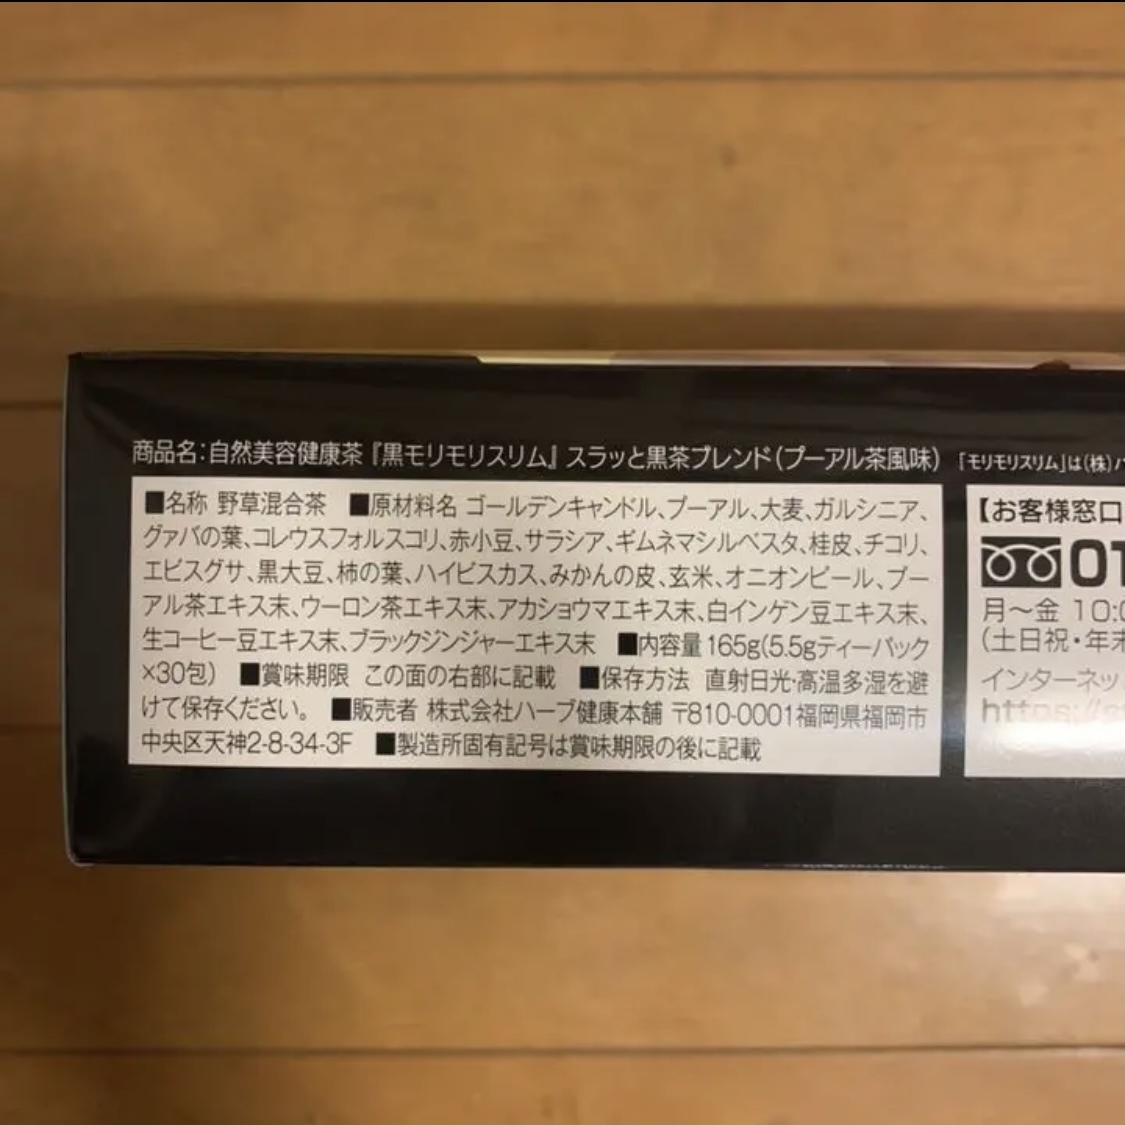 商品名:自然美容健康茶『黒モリモリスリム』スラッと黒茶ブレンド(プーアル茶風味)
「モリモリスリム」は(株)ハ
■名称 野草混合茶 ■原材料名 ゴールデンキャンドル、プーアル、大麦、ガルシニア、
グァバの葉、コレウスフォルスコリ、赤小豆、サラシア、ギムネマシルベスタ、桂皮、チコリ、
エビスグサ、黒大豆、柿の葉、ハイビスカス、みかんの皮、玄米、オニオンピール、プー
アル茶エキス末、ウーロン茶エキス末、アカショウマエキス末、白インゲン豆エキス末、
生コーヒー豆エキス末、ブラックジンジャーエキス末 ■内容量 165g(5.5gティーパック
×30包) ■賞味期限 この面の右部に記載 ■保存方法 直射日光・高温多湿を避
けて保存ください。 ■販売者 株式会社ハーブ健康本舗 〒810-0001福岡県福岡市
中央区天神2-8-34-3F ■製造所固有記号は賞味期限の後に記載
【お客様窓口
01
月〜金 10:0
(土日祝・年末
インターネッ
https://s